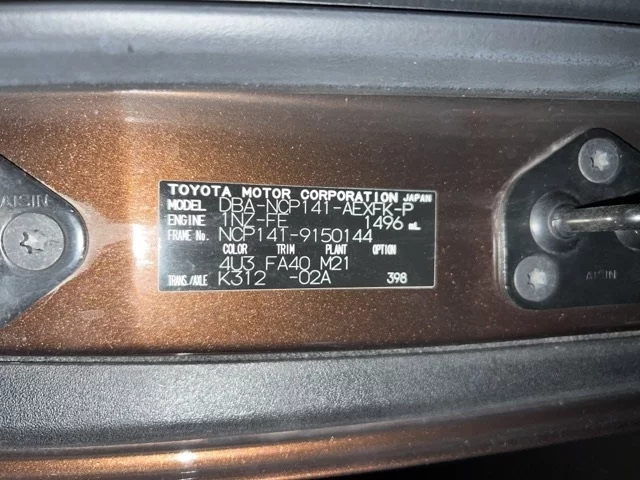 TOYOTA MOTOR CORPORATION JAPAN
MODEL DBA-NCP141-AEXFK-P
ENGINE 1NZ-FE 1496 mL
FRAME No. NCP141-9150144
COLOR TRIM PLANT OPTION
4U3 FA40 M21
TRANS./AXLE K312 -02A 398
AISIN
AISIN